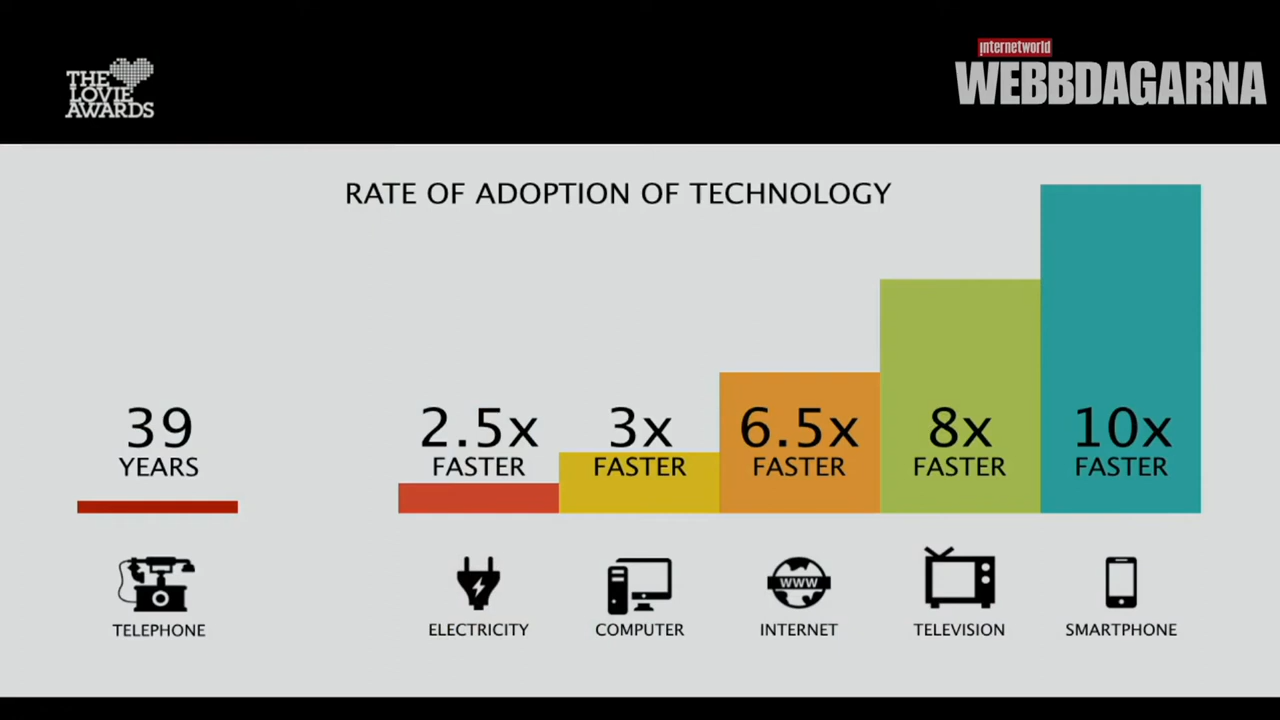 THE
LOVIE
AWARDS
internetworld
WEBBDAGARNA
RATE OF ADOPTION OF TECHNOLOGY
39
YEARS
2.5x
FASTER
3x
FASTER
6.5x
FASTER
8x
FASTER
10x
FASTER
WWW
TELEPHONE
ELECTRICITY
COMPUTER
INTERNET
TELEVISION
SMARTPHONE